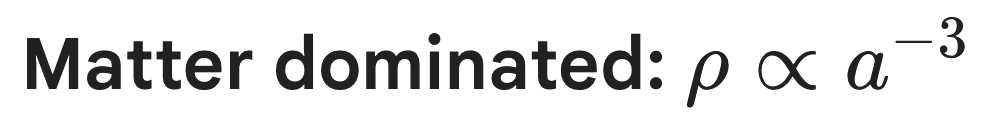 Matter dominated: ρ ∝ a⁻³